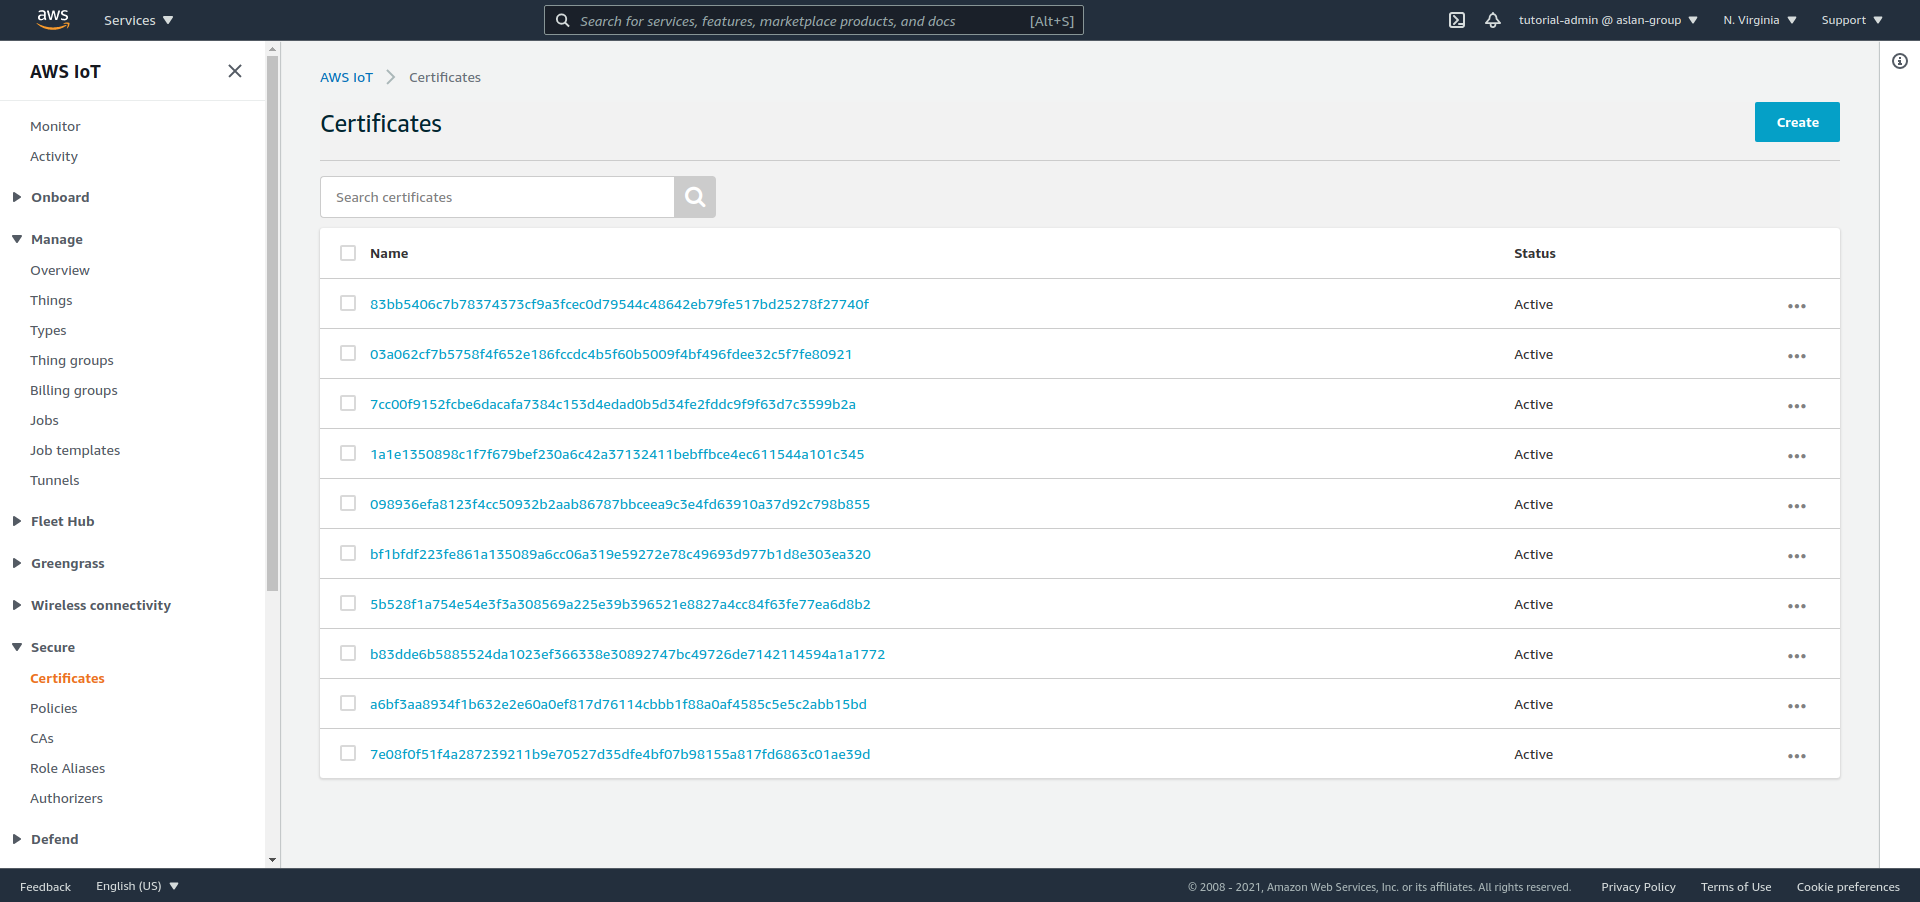 aws Services Search for services, features, marketplace products, and docs [Alt+S] tutorial-admin @ aslan-group N. Virginia Support
AWS IoT
Monitor
Activity
Onboard
Manage
Overview
Things
Types
Thing groups
Billing groups
Jobs
Job templates
Tunnels
Fleet Hub
Greengrass
Wireless connectivity
Secure
Certificates
Policies
CAs
Role Aliases
Authorizers
Defend
AWS IoT Certificates
Certificates
Create
Search certificates
Name Status
83bb5406c7b78374373cf9a3fcec0d79544c48642eb79fe517bd25278f27740f Active
03a062cf7b5758f4f652e186fccdc4b5f60b5009f4bf496fdee32c5f7fe80921 Active
7cc00f9152fcbe6dacafa7384c153d4edad0b5d34fe2fddc9f9f63d7c3599b2a Active
1a1e1350898c1f7f679bef230a6c42a37132411bebffbce4ec611544a101c345 Active
098936efa8123f4cc50932b2aab86787bbceea9c3e4fd63910a37d92c798b855 Active
bf1bfdf223fe861a135089a6cc06a319e59272e78c49693d977b1d8e303ea320 Active
5b528f1a754e54e3f3a308569a225e39b396521e8827a4cc84f63fe77ea6d8b2 Active
b83dde6b5885524da1023ef366338e30892747bc49726de7142114594a1a1772 Active
a6bf3aa8934f1b632e2e60a0ef817d76114cbbb1f88a0af4585c5e5c2abb15bd Active
7e08f0f51f4a287239211b9e70527d35dfe4bf07b98155a817fd6863c01ae39d Active
Feedback English (US) © 2008 - 2021, Amazon Web Services, Inc. or its affiliates. All rights reserved. Privacy Policy Terms of Use Cookie preferences